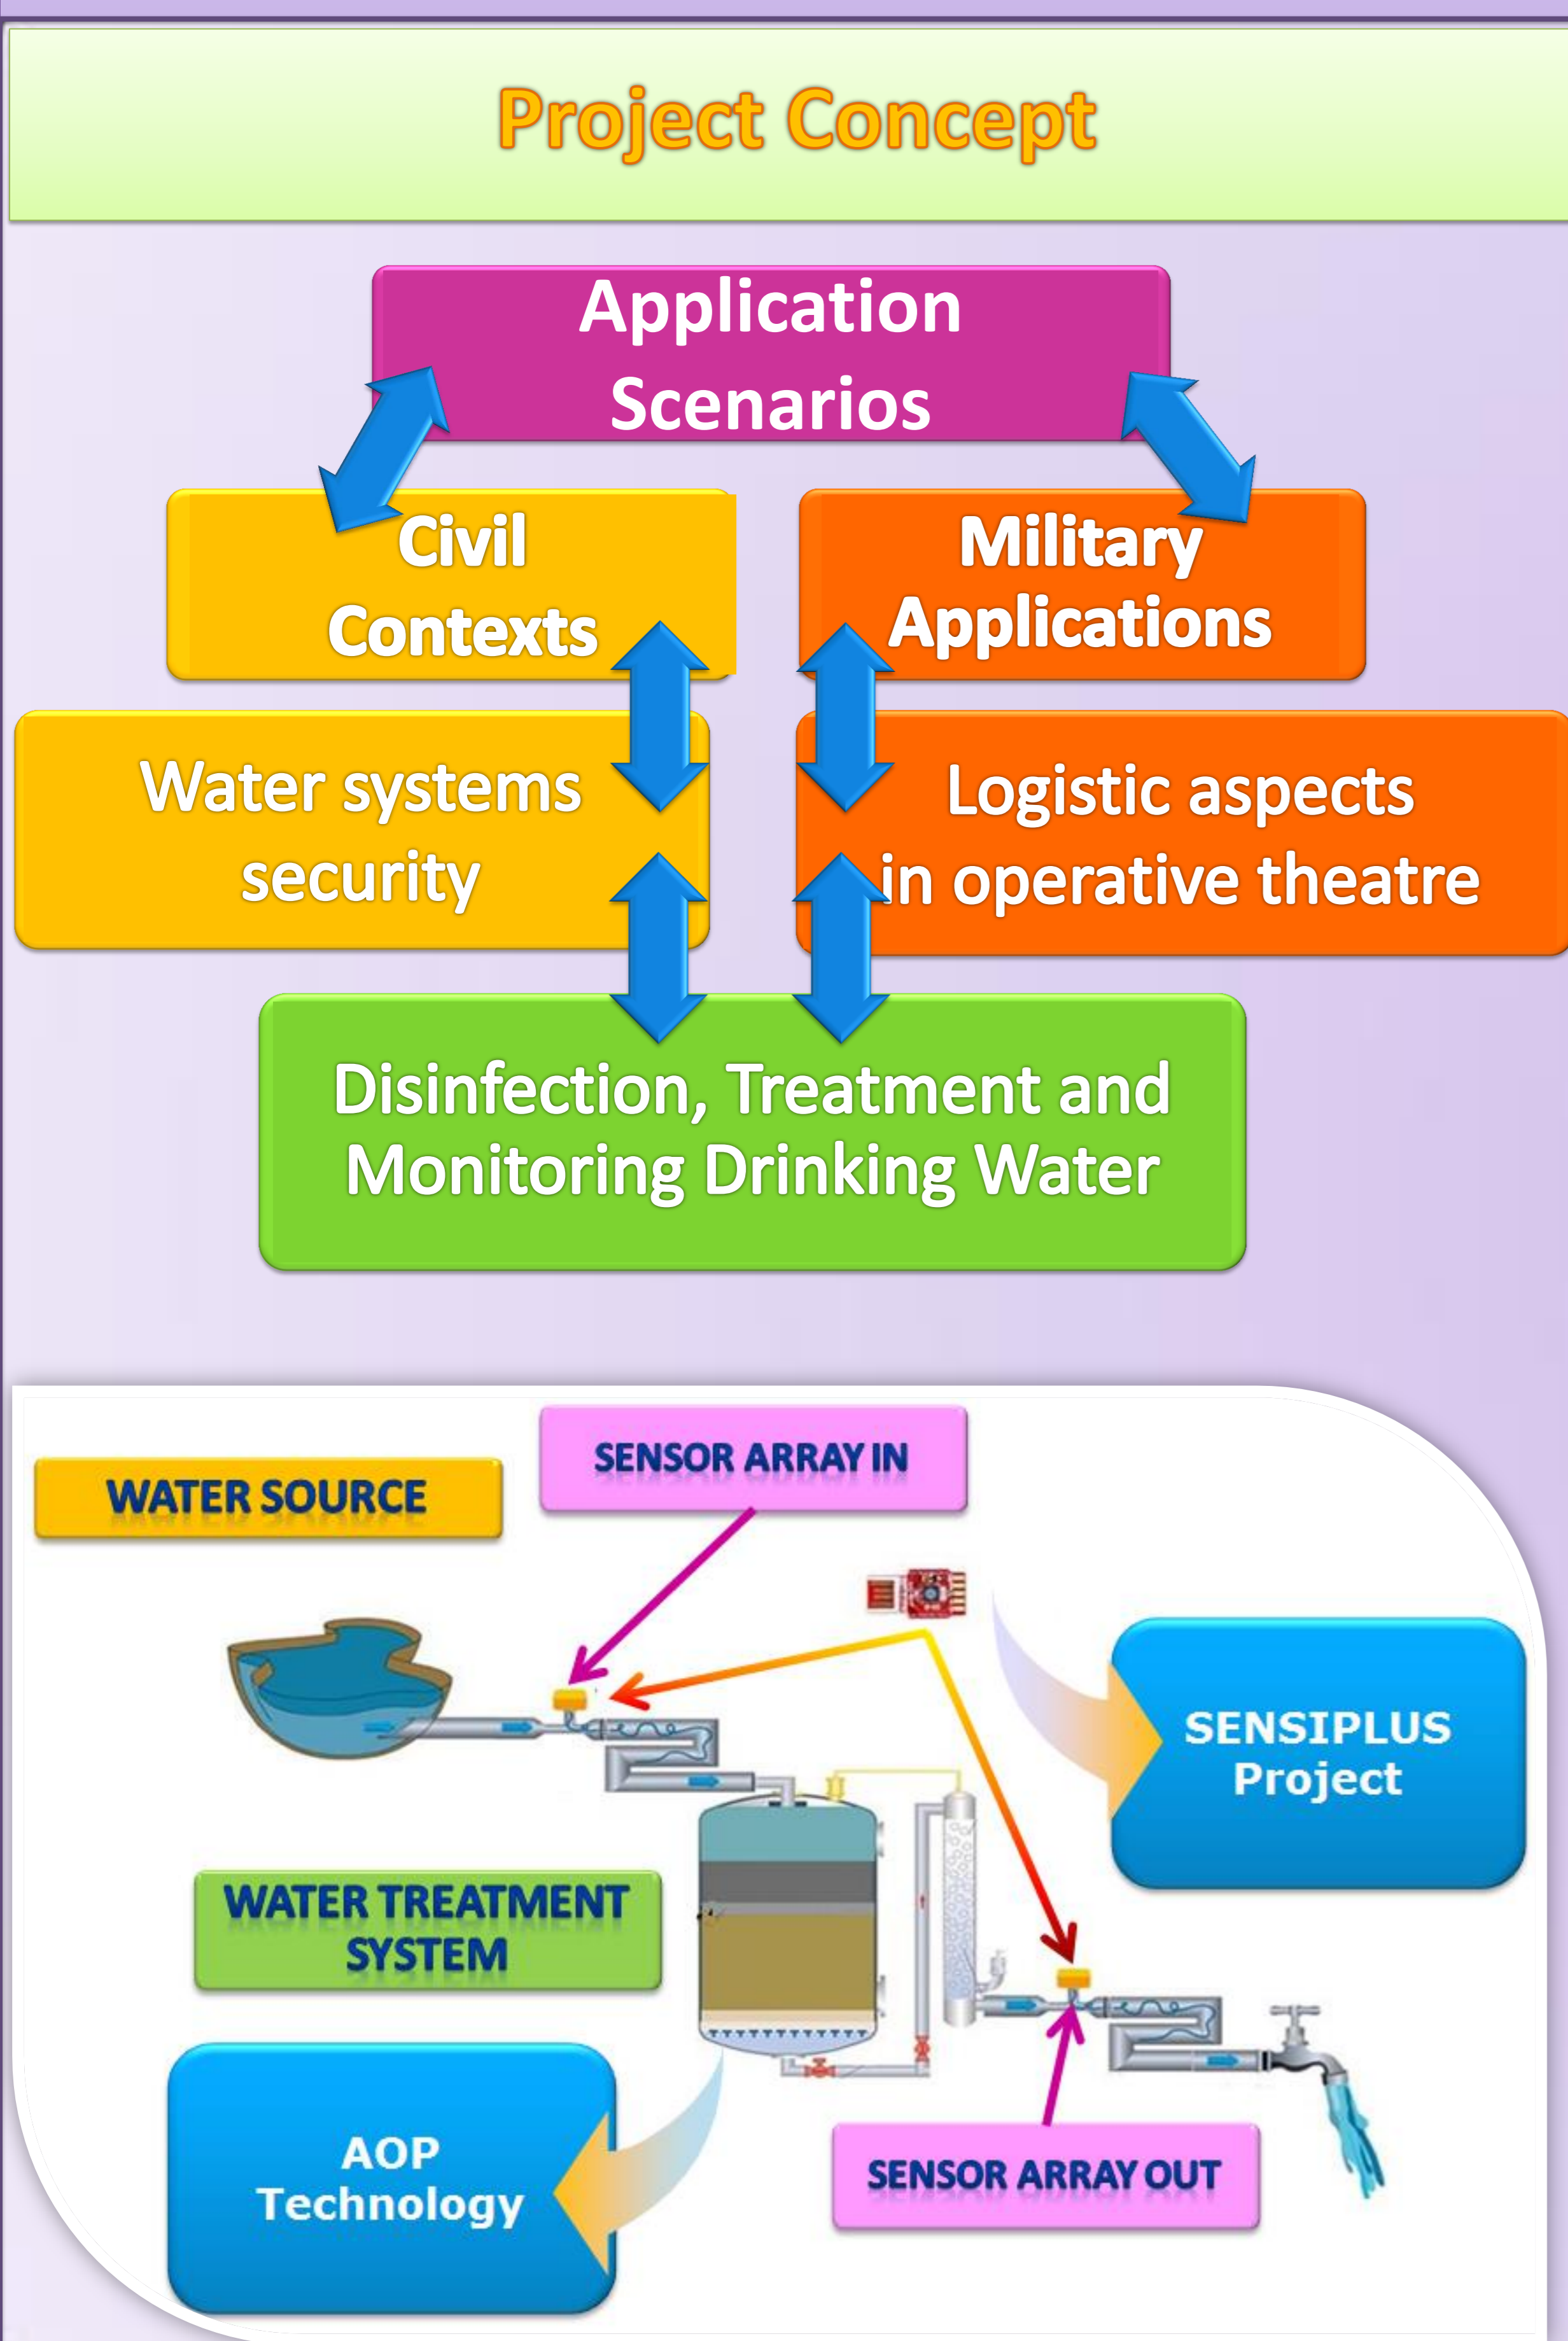 Project Concept
Application
Scenarios
Civil
Contexts
Military
Applications
Water systems
security
Logistic aspects
in operative theatre
Disinfection, Treatment and
Monitoring Drinking Water
SENSOR ARRAY IN
WATER SOURCE
SENSIPLUS
Project
WATER TREATMENT
SYSTEM
AOP
Technology
SENSOR ARRAY OUT